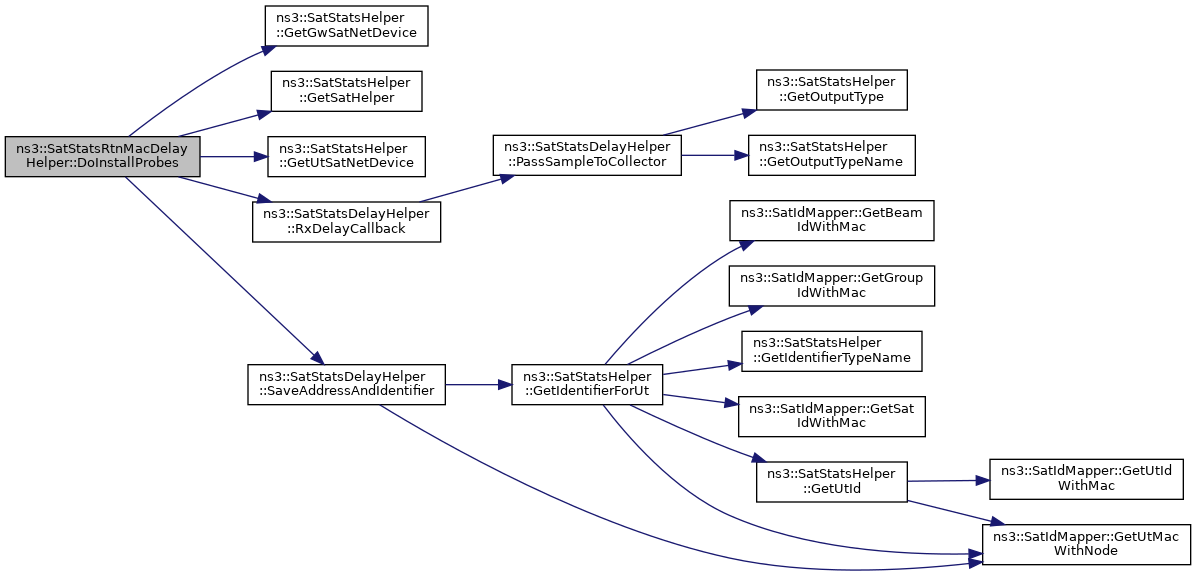 ns3::SatStatsRtnMacDelay
Helper::DoInstallProbes
ns3::SatStatsHelper
::GetGwSatNetDevice
ns3::SatStatsHelper
::GetSatHelper
ns3::SatStatsHelper
::GetUtSatNetDevice
ns3::SatStatsDelayHelper
::RxDelayCallback
ns3::SatStatsDelayHelper
::PassSampleToCollector
ns3::SatStatsHelper
::GetOutputType
ns3::SatStatsHelper
::GetOutputTypeName
ns3::SatStatsDelayHelper
::SaveAddressAndIdentifier
ns3::SatStatsHelper
::GetIdentifierForUt
ns3::SatIdMapper::GetBeam
IdWithMac
ns3::SatIdMapper::GetGroup
IdWithMac
ns3::SatStatsHelper
::GetIdentifierTypeName
ns3::SatIdMapper::GetSat
IdWithMac
ns3::SatStatsHelper
::GetUtId
ns3::SatIdMapper::GetUtId
WithMac
ns3::SatIdMapper::GetUtMac
WithNode